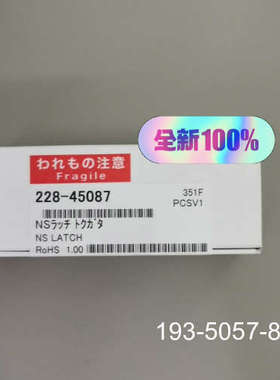 全新100%
われもの注意
Fragile
228-45087
351F
PCSV1
NSラッチ トクガタ
NS LATCH
RoHS 1.00
193-5057-8